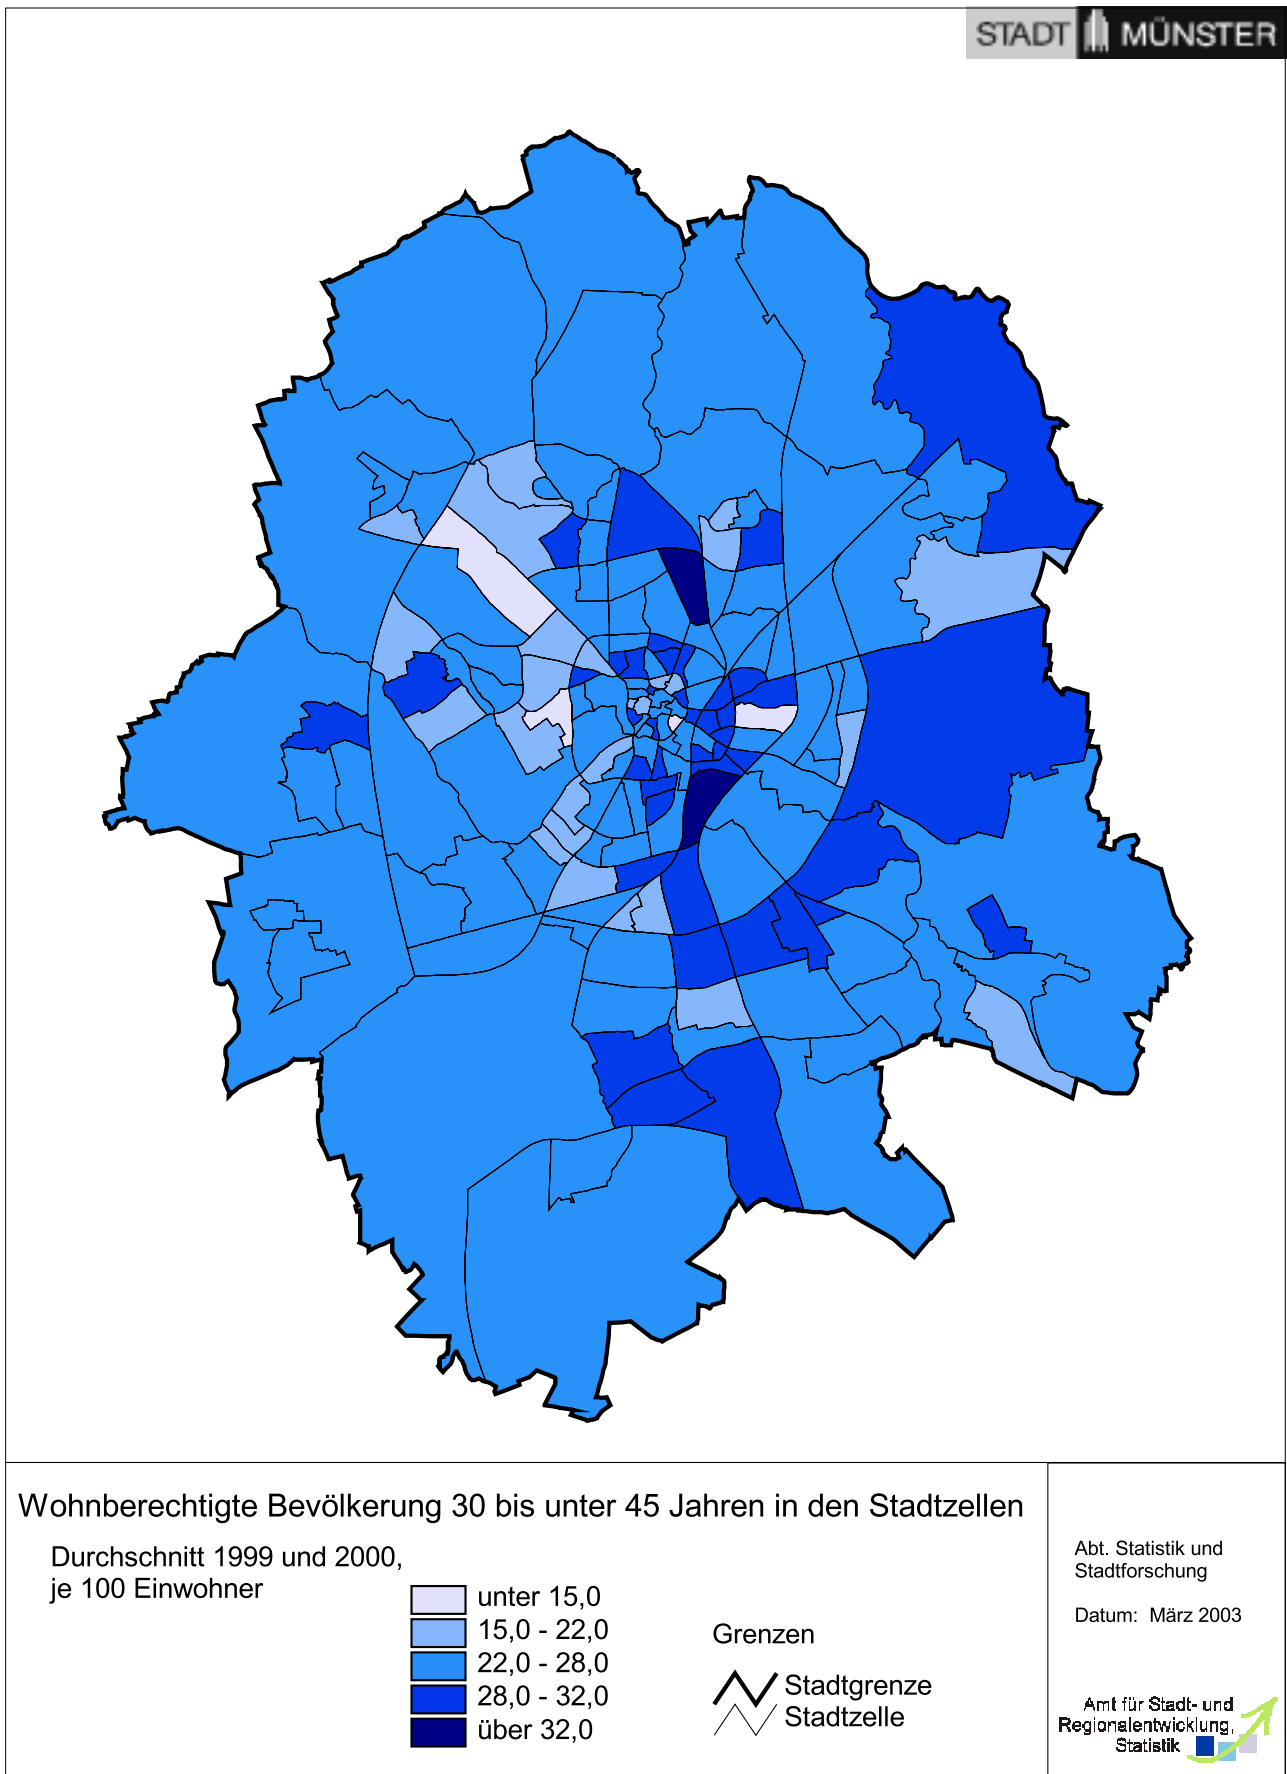 STADT MÜNSTER
Wohnberechtigte Bevölkerung 30 bis unter 45 Jahren in den Stadtzellen
Durchschnitt 1999 und 2000,
je 100 Einwohner
unter 15,0
15,0 - 22,0
22,0 - 28,0
28,0 - 32,0
über 32,0
Grenzen
Stadtgrenze
Stadtzelle
Abt. Statistik und
Stadtforschung
Datum: März 2003
Amt für Stadt- und
Regionalentwicklung,
Statistik